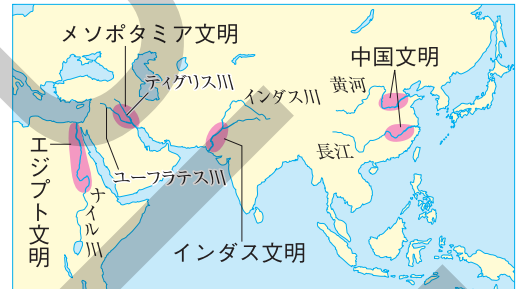 メソポタミア文明
ティグリス川
インダス川
中国文明
黄河
長江
ユーフラテス川
エジプト文明
ナイル川
インダス文明